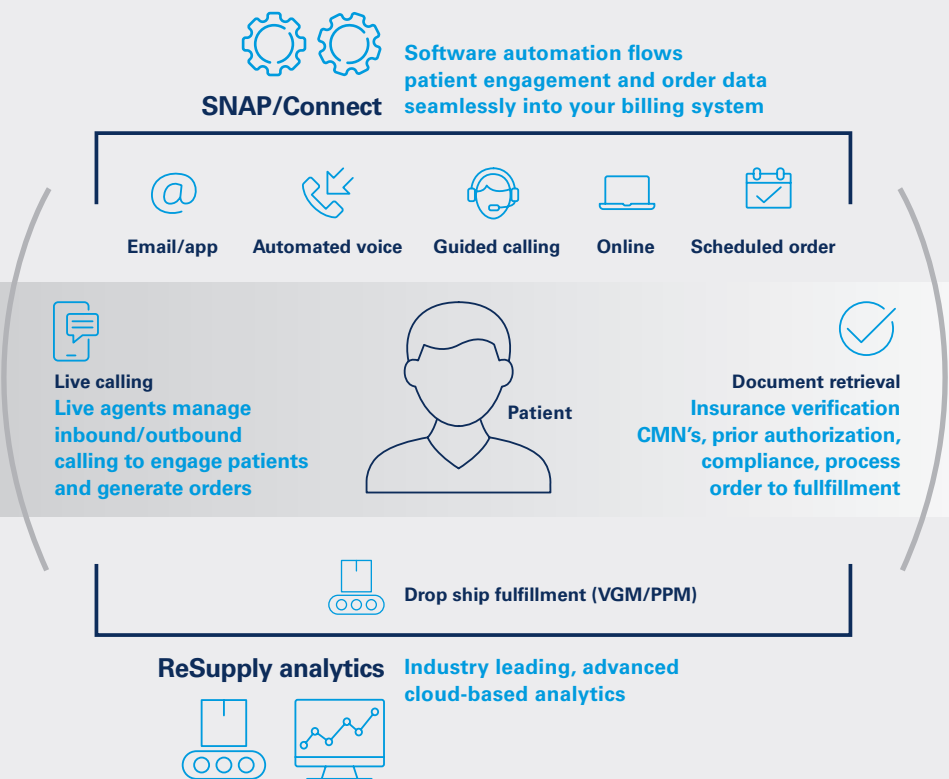 SNAP/Connect
Software automation flows
patient engagement and order data
seamlessly into your billing system
@
Email/app
Automated voice
Guided calling
Online
Scheduled order
Live calling
Live agents manage
inbound/outbound
calling to engage patients
and generate orders
Patient
Document retrieval
Insurance verification
CMN's, prior authorization,
compliance, process
order to fullfillment
Drop ship fulfillment (VGM/PPM)
ReSupply analytics
Industry leading, advanced
cloud-based analytics